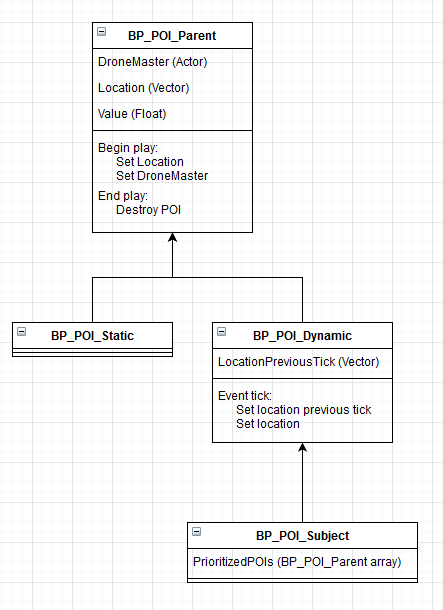 BP_POI_Parent
DroneMaster (Actor)
Location (Vector)
Value (Float)
Begin play:
Set Location
Set DroneMaster
End play:
Destroy POI
BP_POI_Static
BP_POI_Dynamic
LocationPreviousTick (Vector)
Event tick:
Set location previous tick
Set location
BP_POI_Subject
PrioritizedPOIs (BP_POI_Parent array)